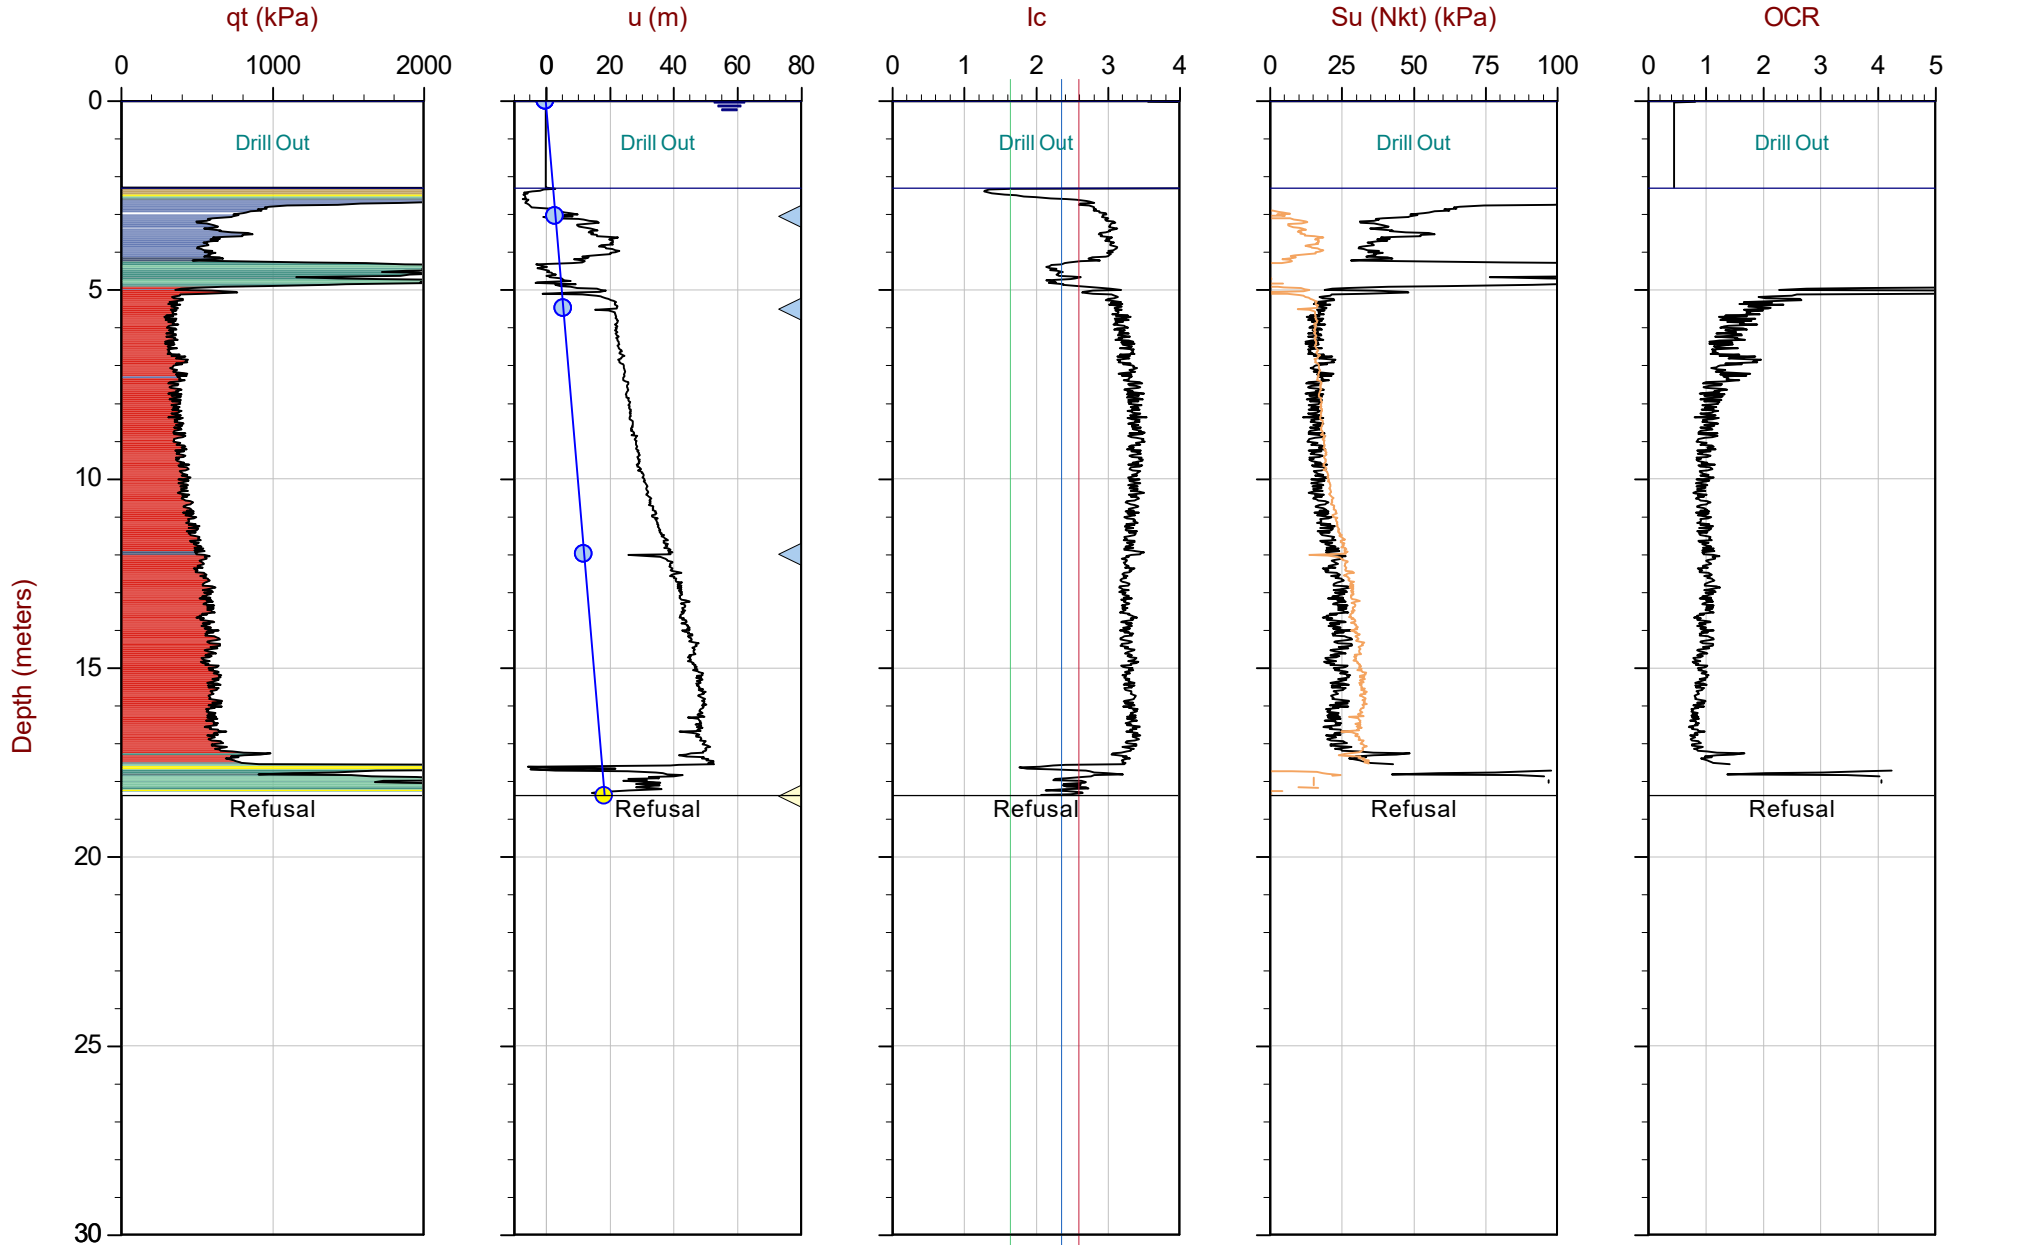 qt (kPa) u (m) Ic Su (Nkt) (kPa) OCR
0 1000 2000 0 20 40 60 80 0 1 2 3 4 0 25 50 75 100 0 1 2 3 4 5
0
Drill Out Drill Out Drill Out Drill Out Drill Out
5
10
15
Depth (meters)
Refusal Refusal Refusal Refusal Refusal
20
25
30